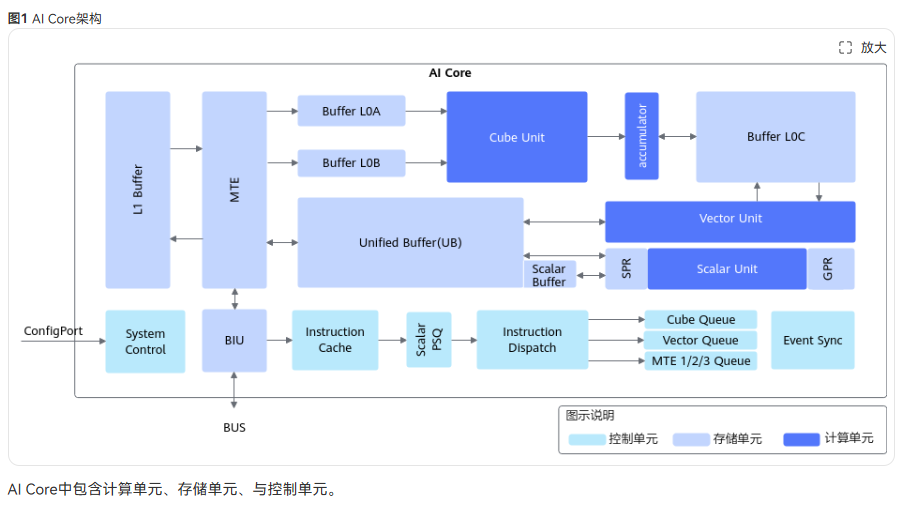 图1 AI Core架构
放大
AI Core
L1 Buffer
MTE
Buffer L0A
Buffer L0B
Cube Unit
accumulator
Buffer L0C
Unified Buffer(UB)
Vector Unit
Scalar
Buffer
SPR
Scalar Unit
GPR
ConfigPort
System
Control
BIU
Instruction
Cache
Scalar
PSQ
Instruction
Dispatch
Cube Queue
Vector Queue
MTE 1/2/3 Queue
Event Sync
BUS
图示说明
控制单元
存储单元
计算单元
AI Core中包含计算单元、存储单元、与控制单元。